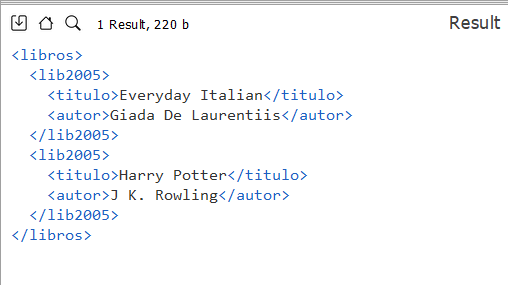 1 Result, 220 b Result
<libros>
<lib2005>
<titulo>Everyday Italian</titulo>
<autor>Giada De Laurentiis</autor>
</lib2005>
<lib2005>
<titulo>Harry Potter</titulo>
<autor>J K. Rowling</autor>
</lib2005>
</libros>